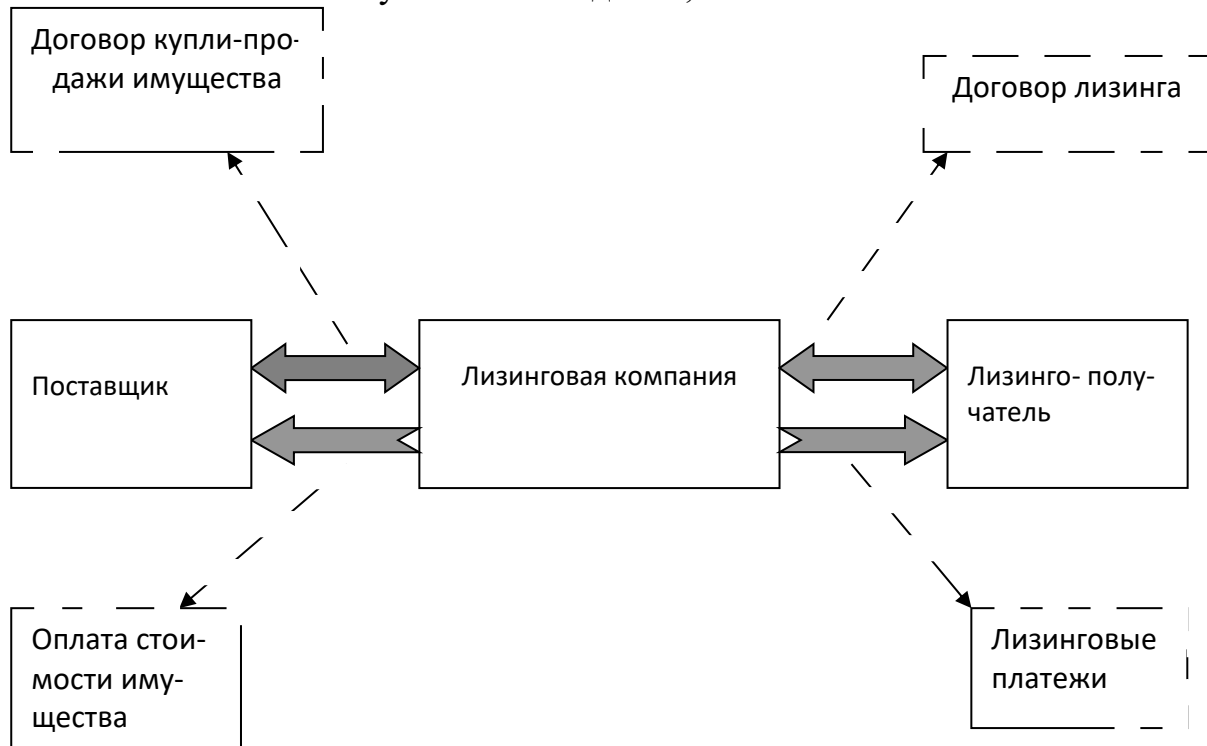 Договор купли-про-
дажи имущества
Договор лизинга
Поставщик
Лизинговая компания
Лизинго- полу-
чатель
Оплата стои-
мости иму-
щества
Лизинговые
платежи